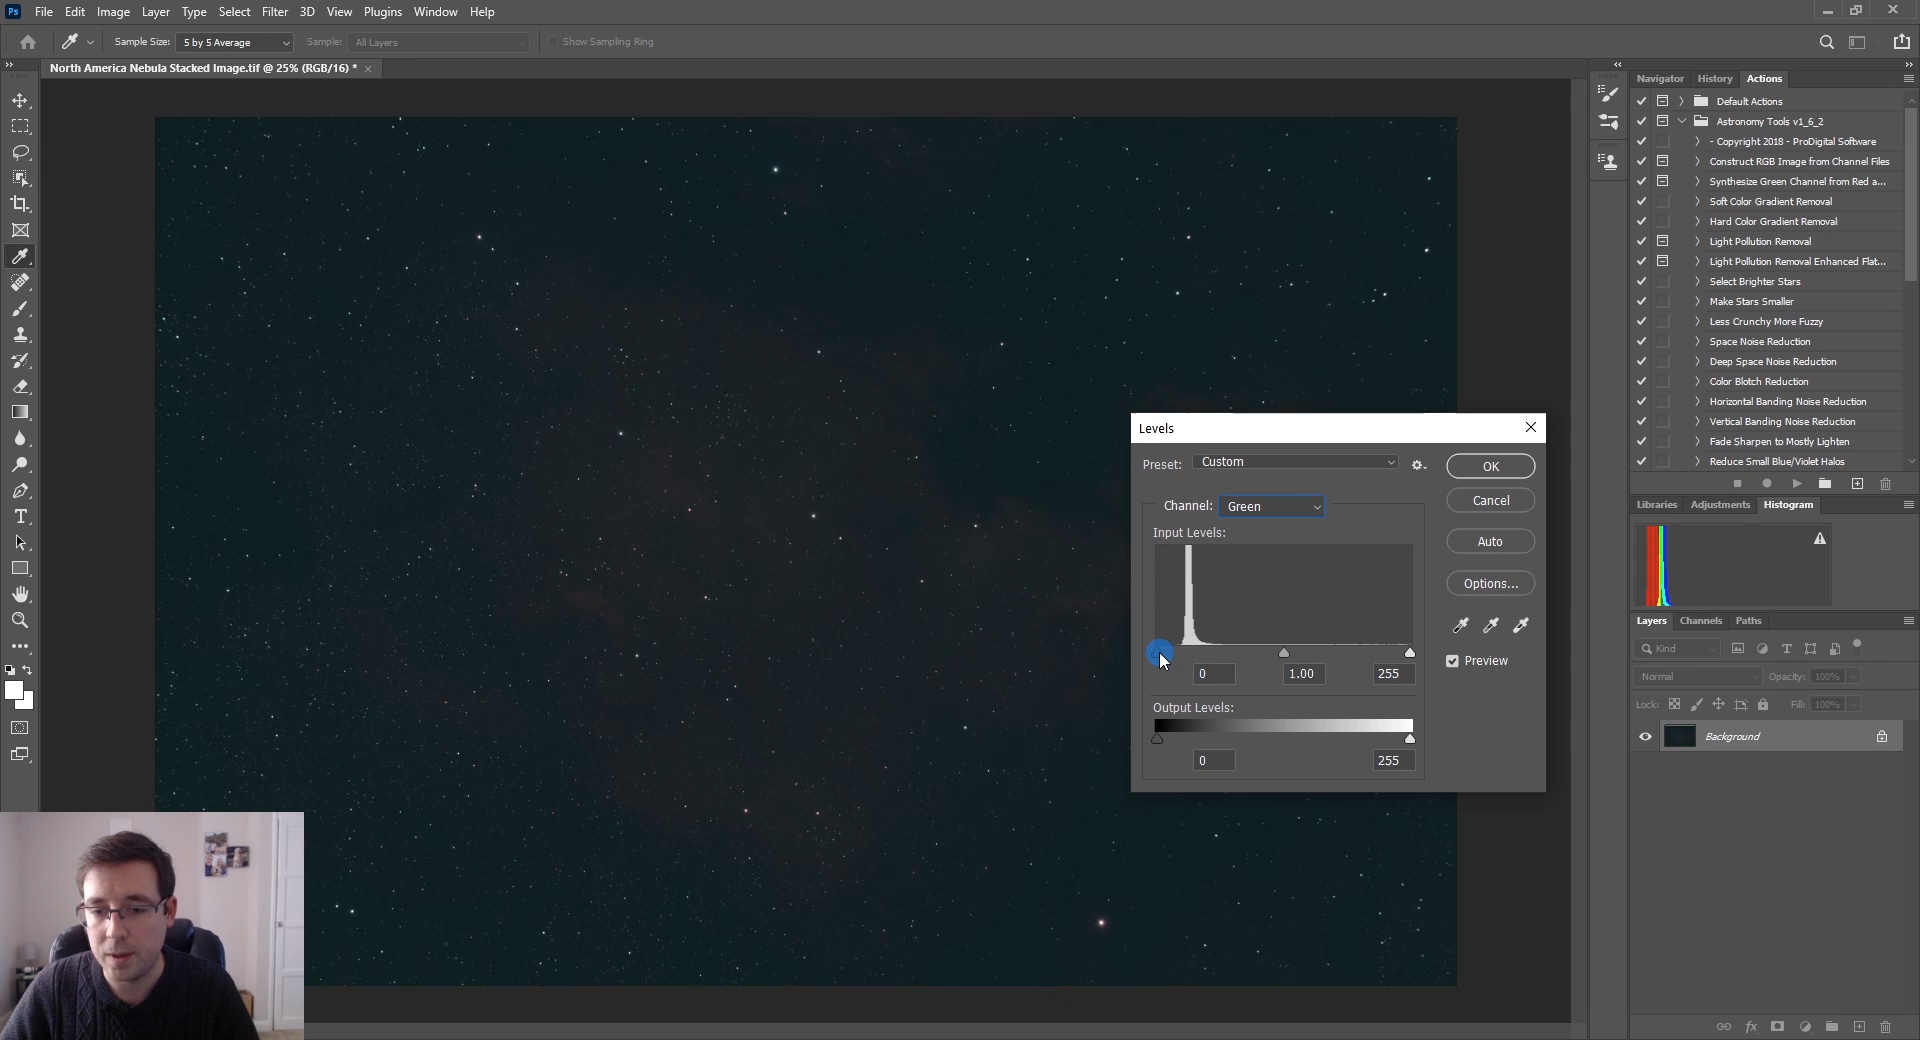 Ps File Edit Image Layer Type Select Filter 3D View Plugins Window Help
Sample Size: 5 by 5 Average Sample: All Layers Show Sampling Ring
North America Nebula Stacked Image.tif @ 25% (RGB/16) *
Navigator History Actions
Default Actions
Astronomy Tools v1_6_2
- Copyright 2018 - ProDigital Software
Construct RGB Image from Channel Files
Synthesize Green Channel from Red a...
Soft Color Gradient Removal
Hard Color Gradient Removal
Light Pollution Removal
Light Pollution Removal Enhanced Flat...
Select Brighter Stars
Make Stars Smaller
Less Crunchy More Fuzzy
Space Noise Reduction
Deep Space Noise Reduction
Color Blotch Reduction
Horizontal Banding Noise Reduction
Vertical Banding Noise Reduction
Fade Sharpen to Mostly Lighten
Reduce Small Blue/Violet Halos
Levels
Preset: Custom
OK
Channel: Green
Cancel
Input Levels:
Auto
Options...
Preview
0 1.00 255
Output Levels:
0 255
Libraries Adjustments Histogram
Layers Channels Paths
Kind
Normal Opacity: 100%
Lock: Fill: 100%
Background
fx